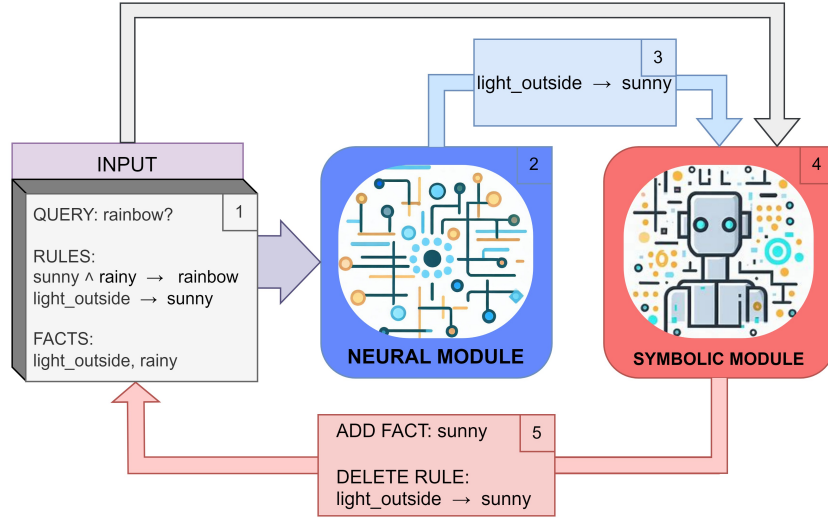 INPUT
1
QUERY: rainbow?
RULES:
sunny ∧ rainy → rainbow
light_outside → sunny
FACTS:
light_outside, rainy
2
NEURAL MODULE
3
light_outside → sunny
4
SYMBOLIC MODULE
5
ADD FACT: sunny
DELETE RULE:
light_outside → sunny